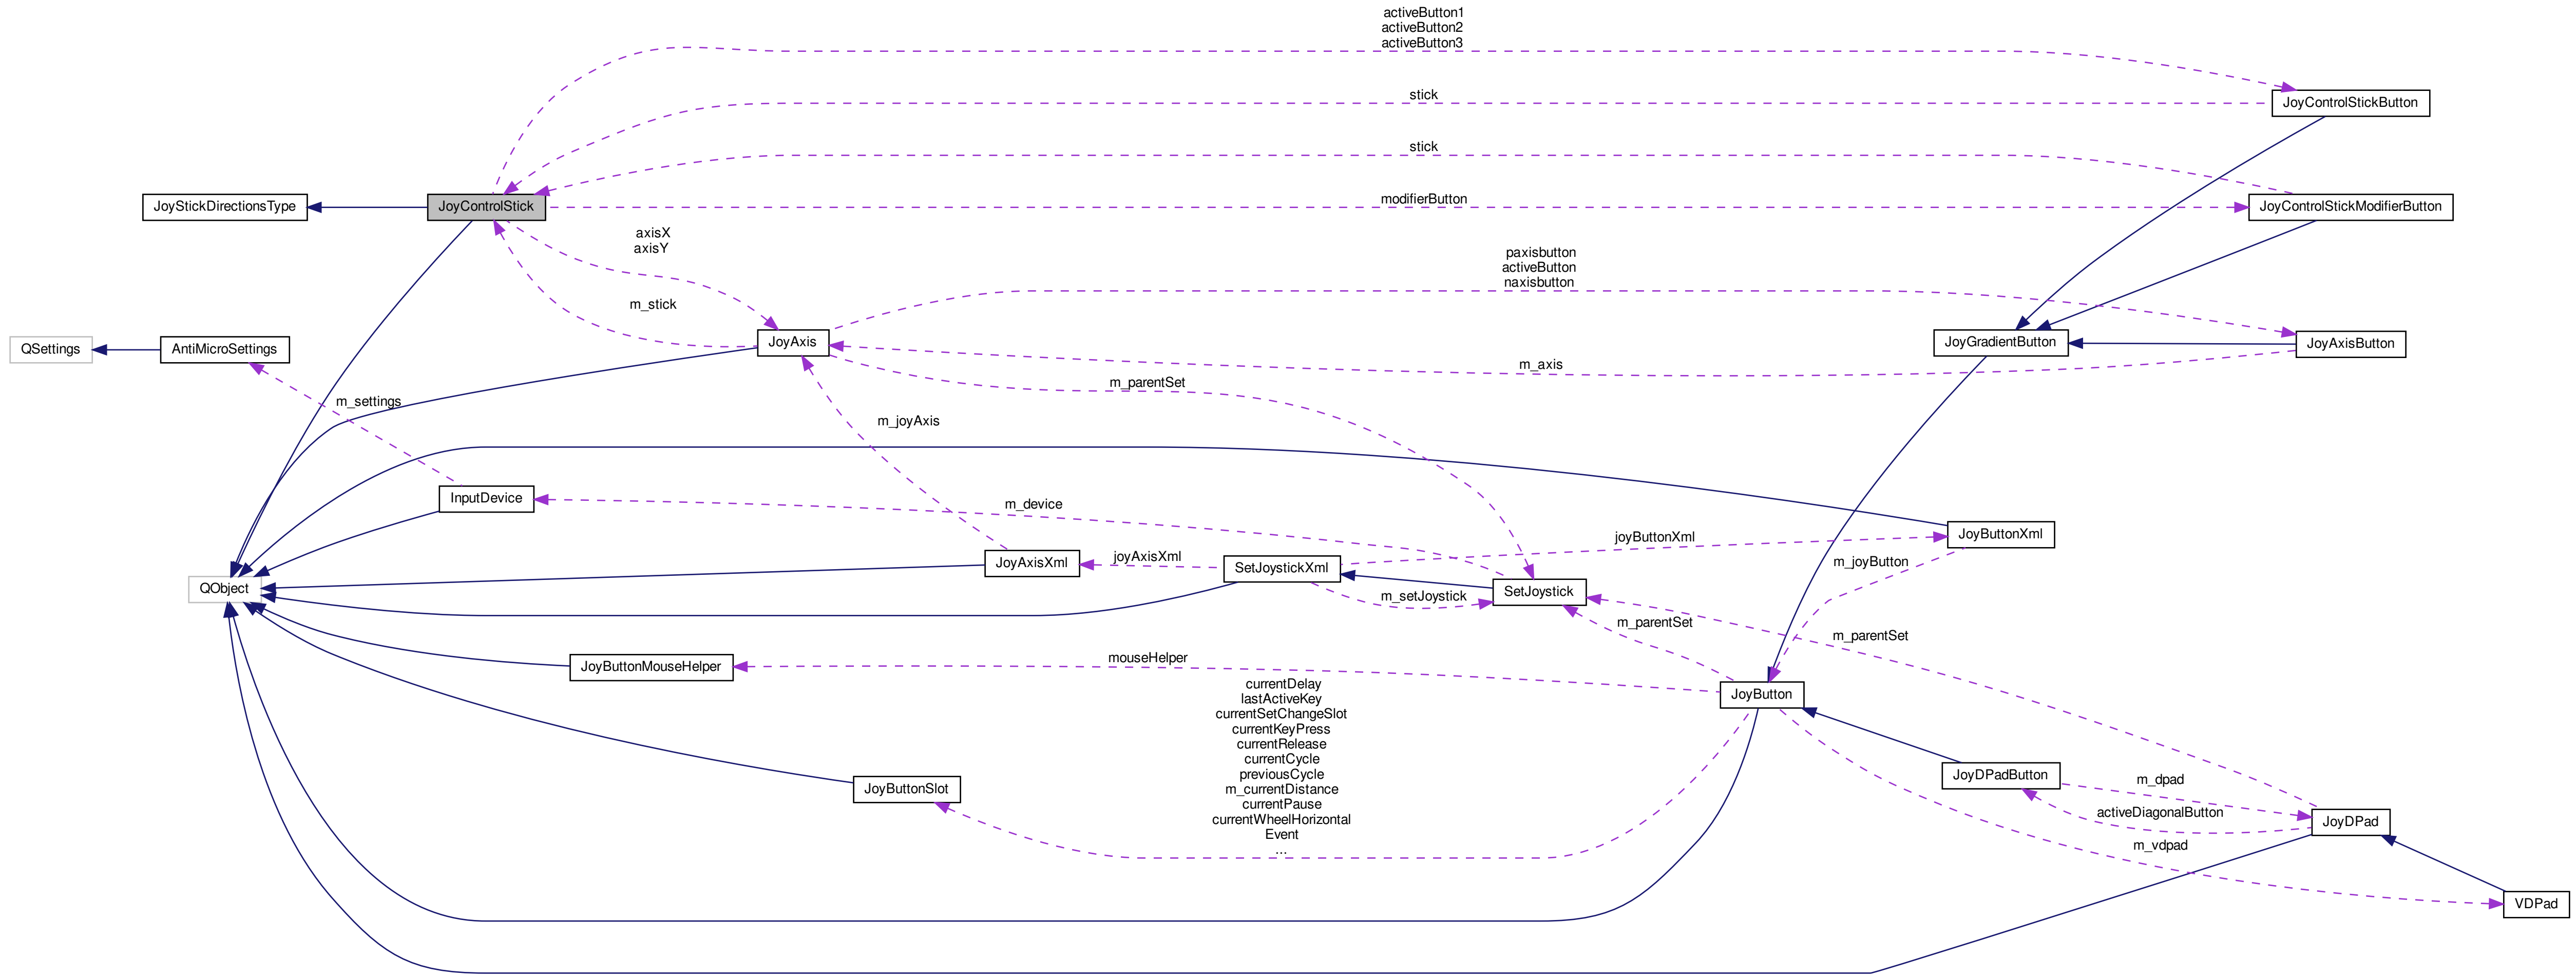 activeButton1
activeButton2
activeButton3
JoyControlStickButton
stick
stick
JoyStickDirectionsType
JoyControlStick
modifierButton
JoyControlStickModifierButton
axisX
axisY
paxisbutton
activeButton
naxisbutton
m_stick
QSettings
AntiMicroSettings
JoyAxis
JoyGradientButton
JoyAxisButton
m_axis
m_parentSet
m_settings
m_joyAxis
InputDevice
m_device
JoyButtonXml
joyButtonXml
joyAxisXml
JoyAxisXml
SetJoystickXml
m_joyButton
QObject
SetJoystick
m_setJoystick
m_parentSet
m_parentSet
mouseHelper
JoyButtonMouseHelper
JoyButton
currentDelay
lastActiveKey
currentSetChangeSlot
currentKeyPress
currentRelease
currentCycle
previousCycle
m_currentDistance
currentPause
currentWheelHorizontal
Event
...
JoyButtonSlot
JoyDPadButton
m_dpad
activeDiagonalButton
JoyDPad
m_vdpad
VDPad